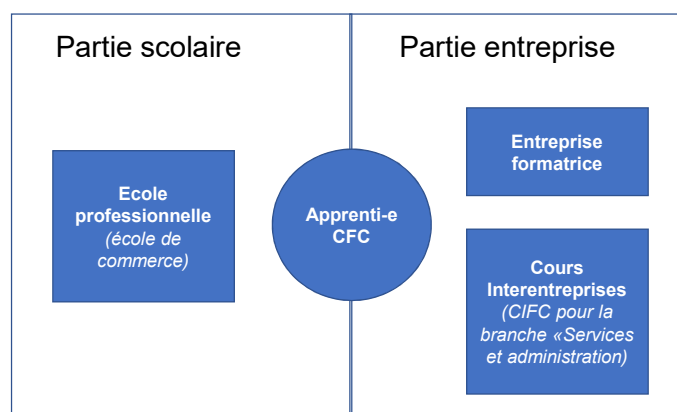 Partie scolaire
Partie entreprise
Ecole
professionnelle
(école de
commerce)
Apprenti-e
CFC
Entreprise
formatrice
Cours
Interentreprises
(CIFC pour la
branche «Services
et administration)